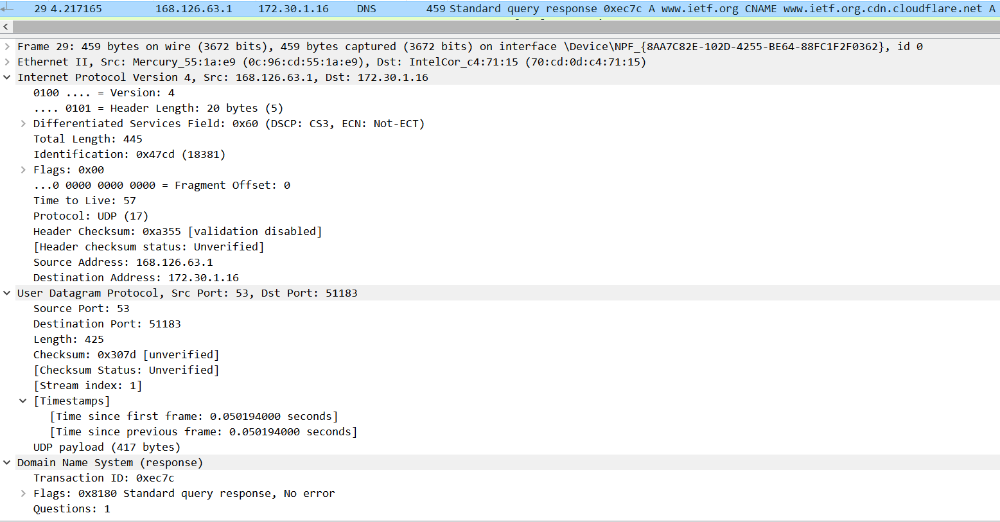 29 4.217165 168.126.63.1 172.30.1.16 DNS 459 Standard query response 0xec7c A www.ietf.org CNAME www.ietf.org.cdn.cloudflare.net A
Frame 29: 459 bytes on wire (3672 bits), 459 bytes captured (3672 bits) on interface \Device\NPF_{8AA7C82E-102D-4255-BE64-88FC1F2F0362}, id 0
Ethernet II, Src: Mercury_55:1a:e9 (0c:96:cd:55:1a:e9), Dst: IntelCor_c4:71:15 (70:cd:0d:c4:71:15)
Internet Protocol Version 4, Src: 168.126.63.1, Dst: 172.30.1.16
0100 .... = Version: 4
.... 0101 = Header Length: 20 bytes (5)
Differentiated Services Field: 0x60 (DSCP: CS3, ECN: Not-ECT)
Total Length: 445
Identification: 0x47cd (18381)
Flags: 0x00
...0 0000 0000 0000 = Fragment Offset: 0
Time to Live: 57
Protocol: UDP (17)
Header Checksum: 0xa355 [validation disabled]
[Header checksum status: Unverified]
Source Address: 168.126.63.1
Destination Address: 172.30.1.16
User Datagram Protocol, Src Port: 53, Dst Port: 51183
Source Port: 53
Destination Port: 51183
Length: 425
Checksum: 0x307d [unverified]
[Checksum Status: Unverified]
[Stream index: 1]
[Timestamps]
[Time since first frame: 0.050194000 seconds]
[Time since previous frame: 0.050194000 seconds]
UDP payload (417 bytes)
Domain Name System (response)
Transaction ID: 0xec7c
Flags: 0x8180 Standard query response, No error
Questions: 1